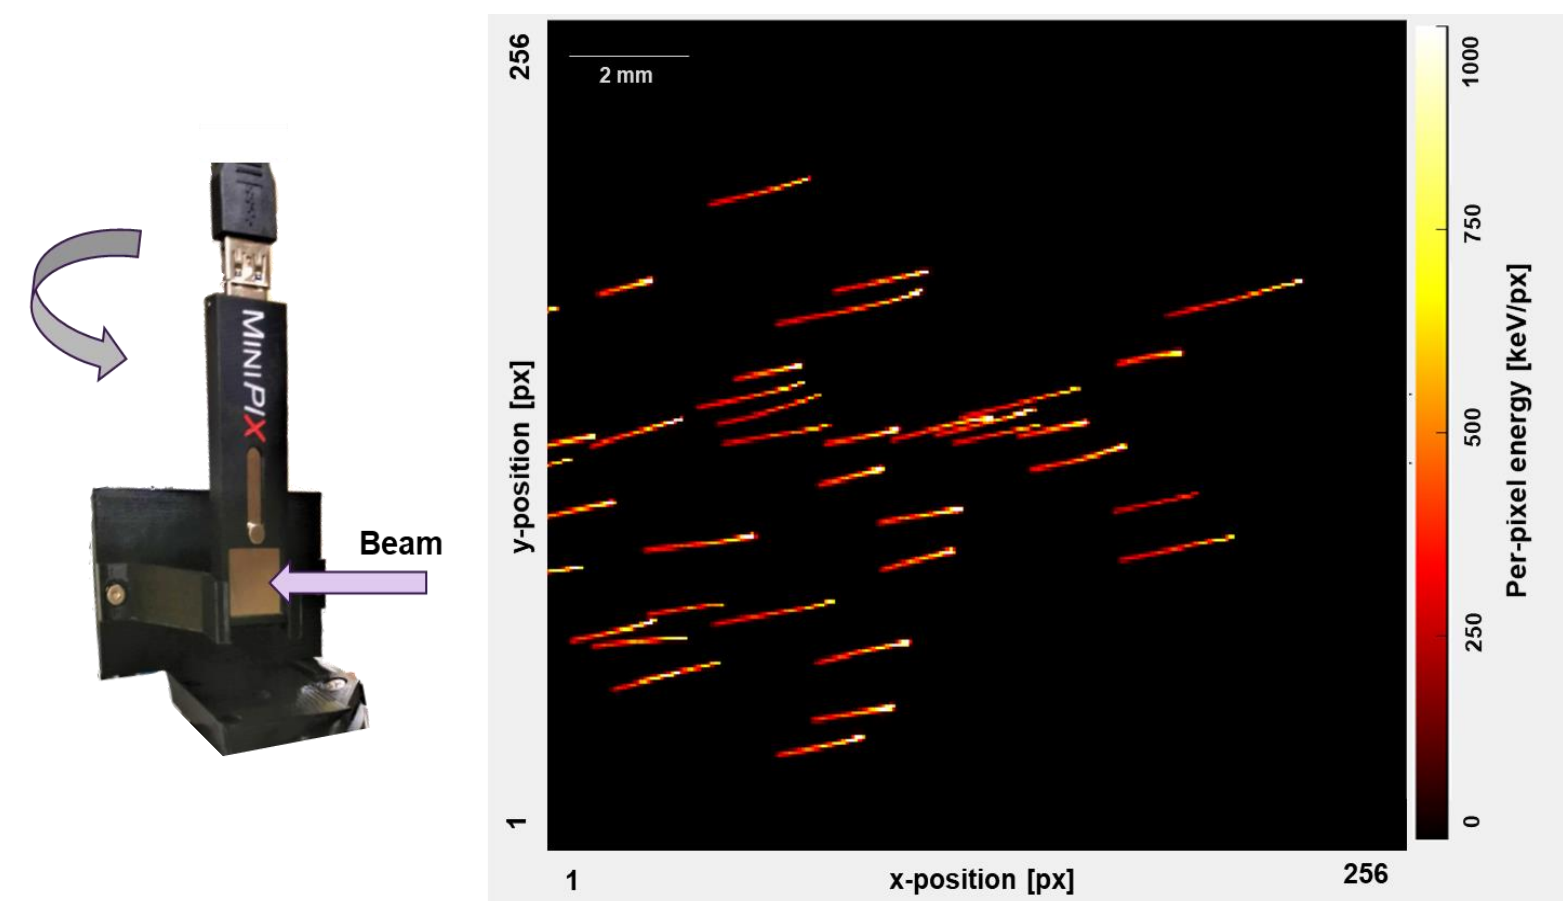 MINIPIX
Beam
256
2 mm
y-position [px]
1
1
x-position [px]
256
1000
750
500
250
0
Per-pixel energy [keV/px]